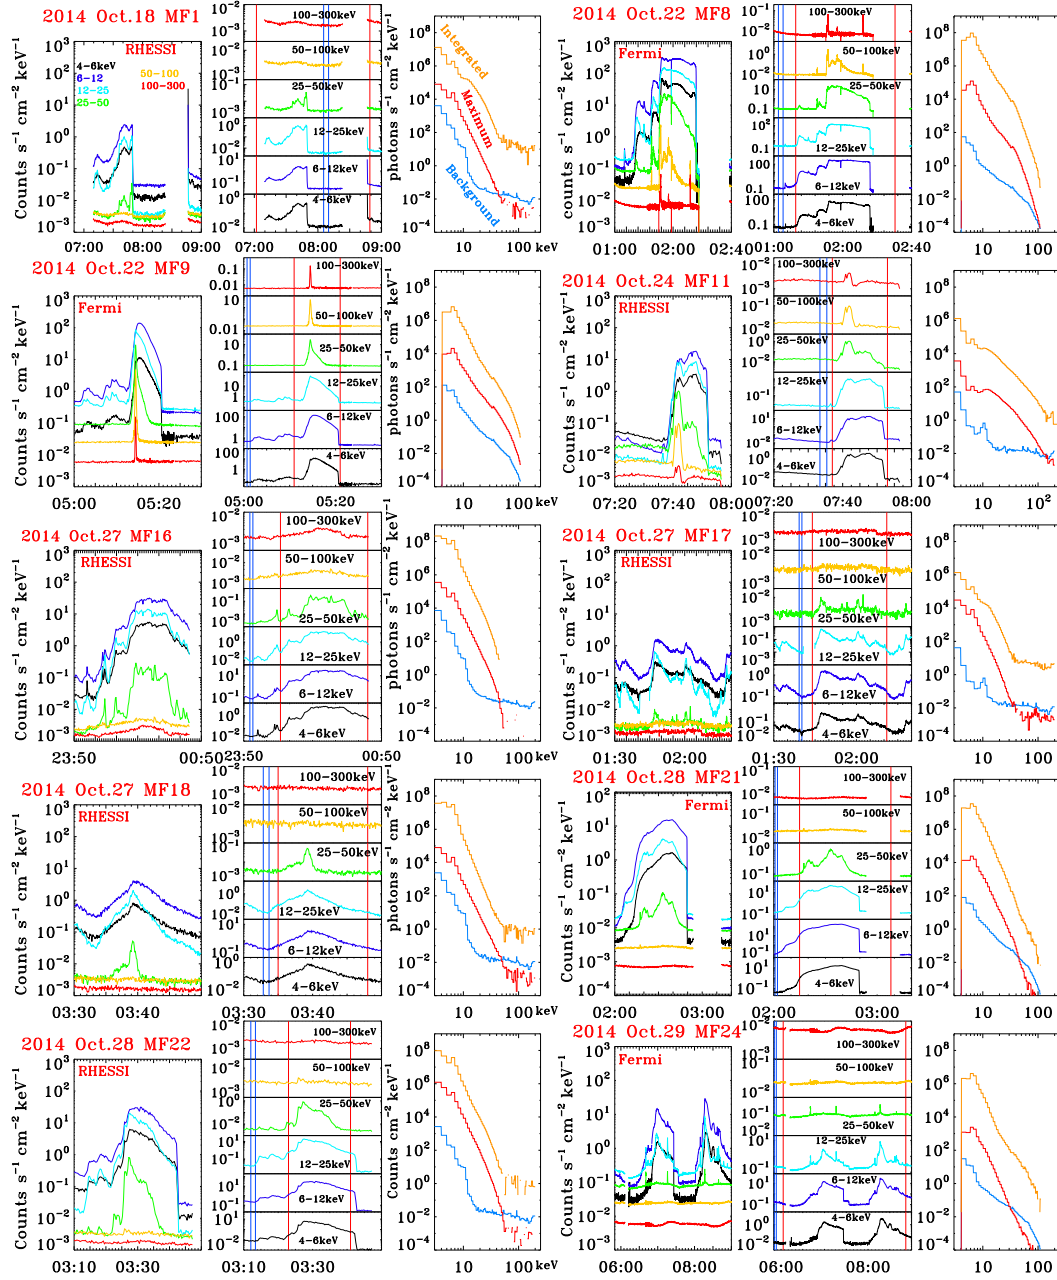 2014 Oct.18 MF1
RHESSI
4−6keV
6−12
12−25
25−50
50−100
100−300
Counts s⁻¹ cm⁻² keV⁻¹
10³
10²
10¹
10⁰
10⁻¹
10⁻²
10⁻³
07:00 08:00 09:00
100−300keV
50−100keV
25−50keV
12−25keV
6−12keV
4−6keV
07:00 08:00 09:00
photons s⁻¹ cm⁻² keV⁻¹
Integrated
Maximum
Background
10⁸
10⁶
10⁴
10²
10⁰
10⁻²
10⁻⁴
10 100 keV
2014 Oct.22 MF8
Fermi
Counts s⁻¹ cm⁻² keV⁻¹
01:00 02:00 02:40
100−300keV
50−100keV
25−50keV
12−25keV
6−12keV
4−6keV
01:00 02:00 02:40
10 100
2014 Oct.22 MF9
Fermi
Counts s⁻¹ cm⁻² keV⁻¹
05:00 05:20
100−300keV
50−100keV
25−50keV
12−25keV
6−12keV
4−6keV
05:00 05:20
photons s⁻¹ cm⁻² keV⁻¹
10 100 keV
2014 Oct.24 MF11
RHESSI
Counts s⁻¹ cm⁻² keV⁻¹
07:20 07:40 08:00
100−300keV
50−100keV
25−50keV
12−25keV
6−12keV
4−6keV
07:20 07:40 08:00
10 10²
2014 Oct.27 MF16
RHESSI
Counts s⁻¹ cm⁻² keV⁻¹
23:50 00:50
100−300keV
50−100keV
25−50keV
12−25keV
6−12keV
4−6keV
23:50 00:50
photons s⁻¹ cm⁻² keV⁻¹
10 100 keV
2014 Oct.27 MF17
RHESSI
Counts s⁻¹ cm⁻² keV⁻¹
01:30 02:00
100−300keV
50−100keV
25−50keV
12−25keV
6−12keV
4−6keV
01:30 02:00
10 100
2014 Oct.27 MF18
RHESSI
Counts s⁻¹ cm⁻² keV⁻¹
03:30 03:40
100−300keV
50−100keV
25−50keV
12−25keV
6−12keV
4−6keV
03:30 03:40
photons s⁻¹ cm⁻² keV⁻¹
10 100 keV
2014 Oct.28 MF21
Fermi
Counts s⁻¹ cm⁻² keV⁻¹
02:00 03:00
100−300keV
50−100keV
25−50keV
12−25keV
6−12keV
4−6keV
02:00 03:00
10 100
2014 Oct.28 MF22
RHESSI
Counts s⁻¹ cm⁻² keV⁻¹
03:10 03:30
100−300keV
50−100keV
25−50keV
12−25keV
6−12keV
4−6keV
03:10 03:30
Counts s⁻¹ cm⁻² keV⁻¹
10 100 keV
2014 Oct.29 MF24
Fermi
Counts s⁻¹ cm⁻² keV⁻¹
06:00 08:00
100−300keV
50−100keV
25−50keV
12−25keV
6−12keV
4−6keV
06:00 08:00
10 100